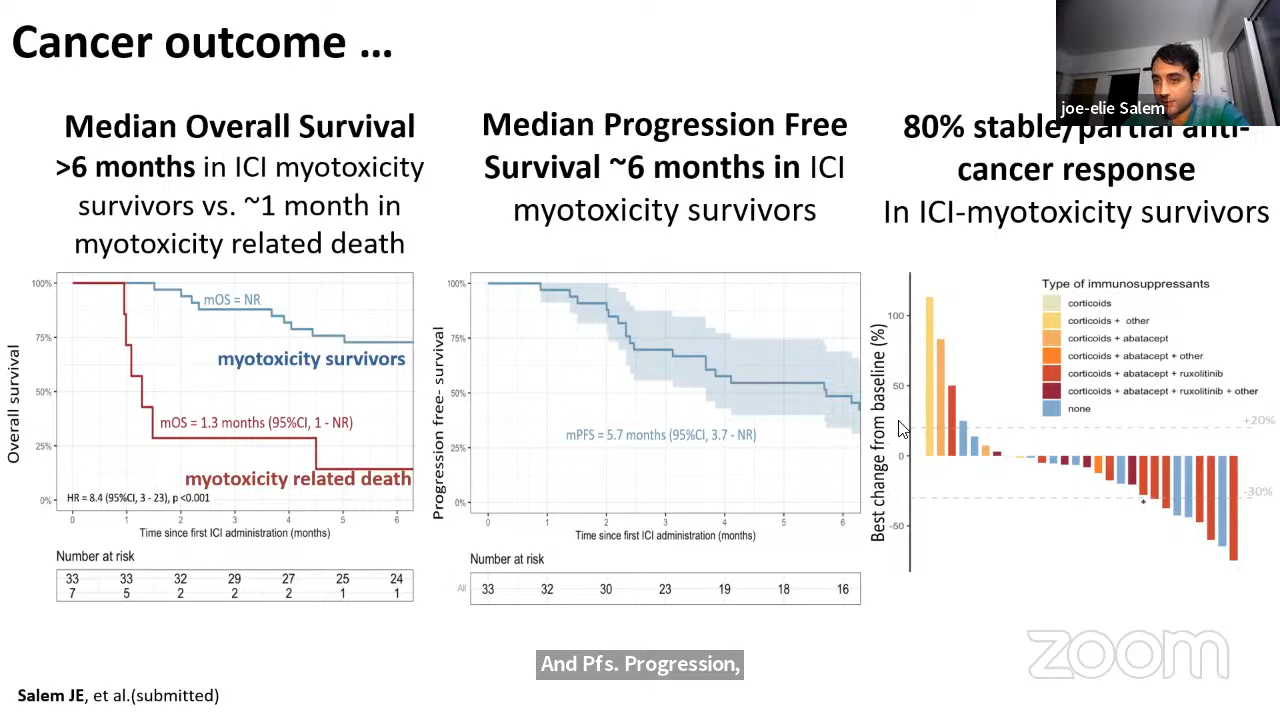 Cancer outcome ...
joe-elie Salem
Median Overall Survival
>6 months in ICI myotoxicity
survivors vs. ~1 month in
myotoxicity related death
Median Progression Free
Survival ~6 months in ICI
myotoxicity survivors
80% stable/partial anti-
cancer response
In ICI-myotoxicity survivors
Overall survival
100%
75%
50%
25%
0%
mOS = NR
myotoxicity survivors
mOS = 1.3 months (95%CI, 1 - NR)
myotoxicity related death
HR = 8.4 (95%CI, 3 - 23), p <0.001
0 1 2 3 4 5 6
Time since first ICI administration (months)
Number at risk
33 33 32 29 27 25 24
7 5 2 2 2 1 1
Progression free- survival
100%
75%
50%
25%
0%
mPFS = 5.7 months (95%CI, 3.7 - NR)
0 1 2 3 4 5 6
Time since first ICI administration (months)
Number at risk
All 33 32 30 23 19 18 16
Best change from baseline (%)
100
50
0
-50
Type of immunosuppressants
corticoids
corticoids + other
corticoids + abatacept
corticoids + abatacept + other
corticoids + abatacept + ruxolitinib
corticoids + abatacept + ruxolitinib + other
none
+20%
-30%
*
And Pfs. Progression,
zoom
Salem JE, et al.(submitted)